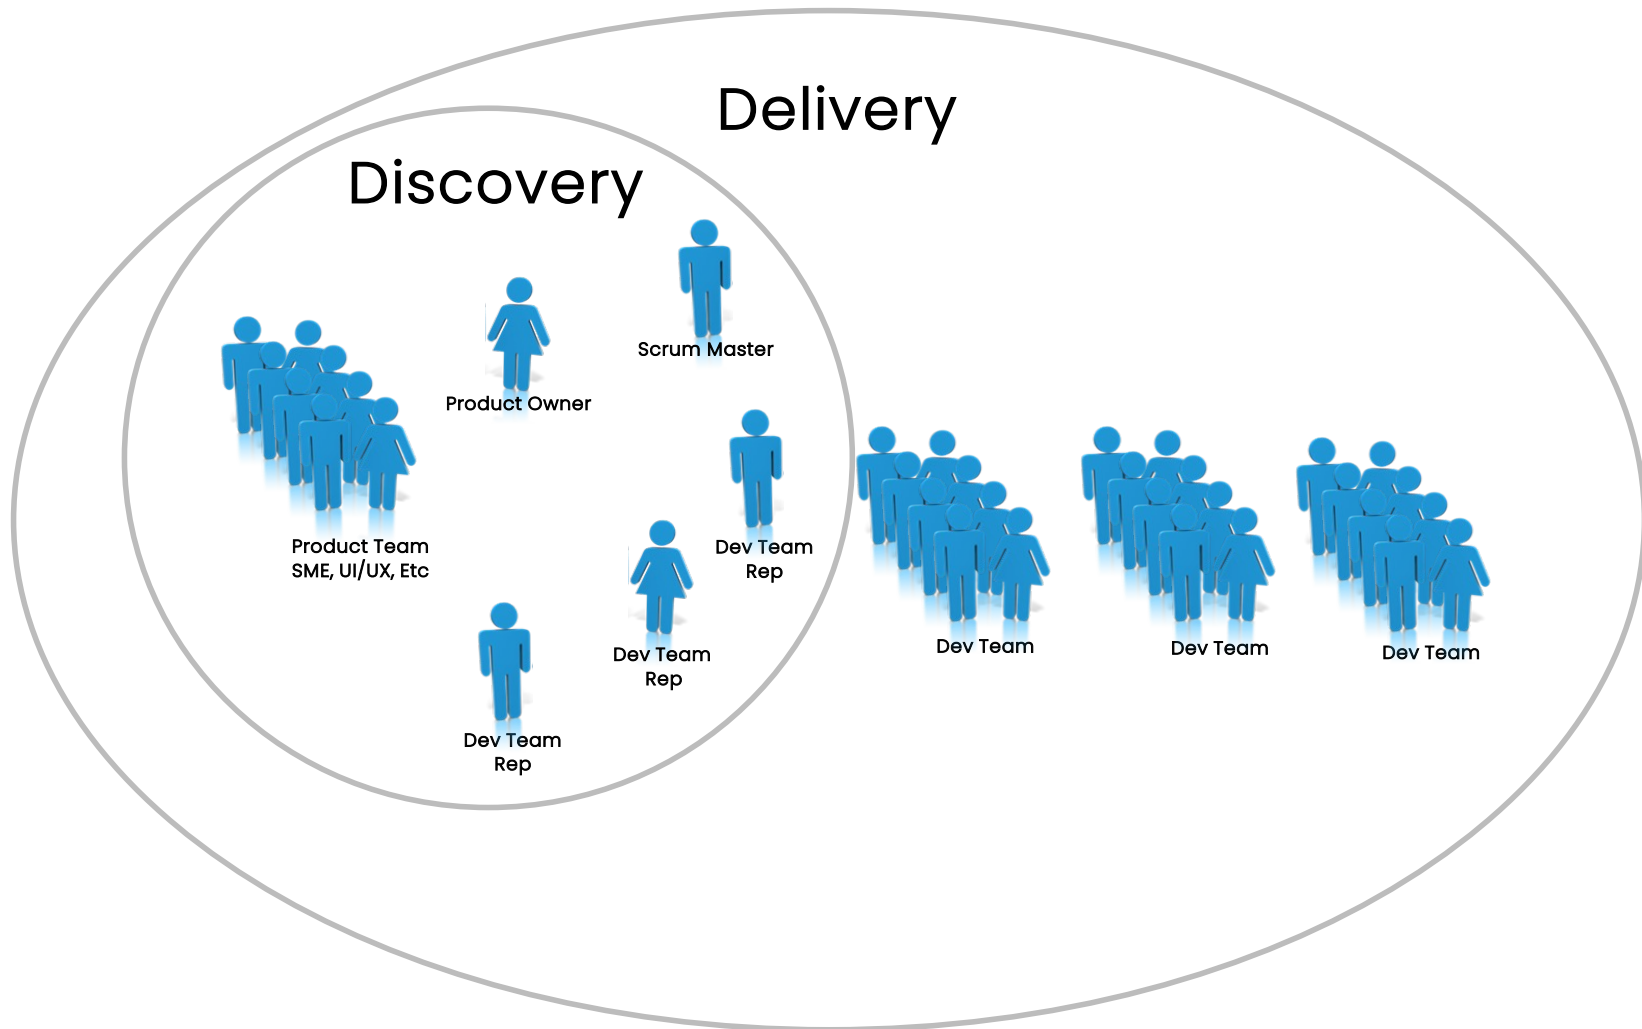 Delivery
Discovery
Scrum Master
Product Owner
Product Team
SME, UI/UX, Etc
Dev Team
Rep
Dev Team
Rep
Dev Team
Rep
Dev Team
Dev Team
Dev Team